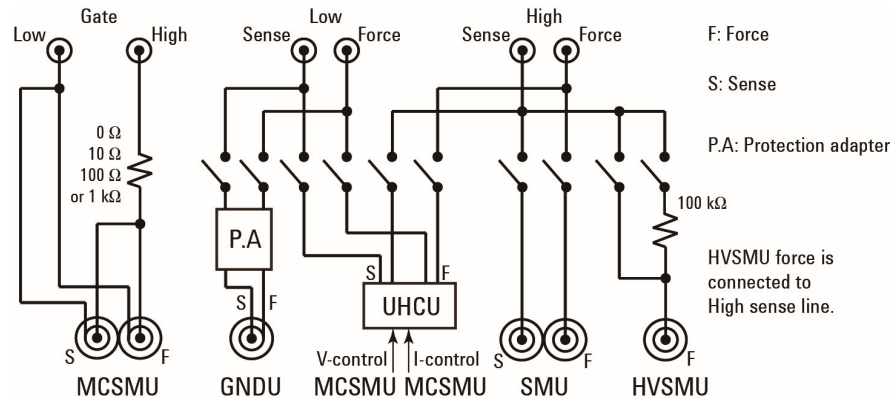 Gate
Low
High
Low
Sense
Force
High
Sense
Force
F: Force
S: Sense
P.A: Protection adapter
0 Ω
10 Ω
100 Ω
or 1 kΩ
100 kΩ
P.A
HVSMU force is
connected to
High sense line.
S
F
UHCU
S
F
V-control
I-control
S
F
S
F
F
MCSMU
GNDU
MCSMU
MCSMU
SMU
HVSMU